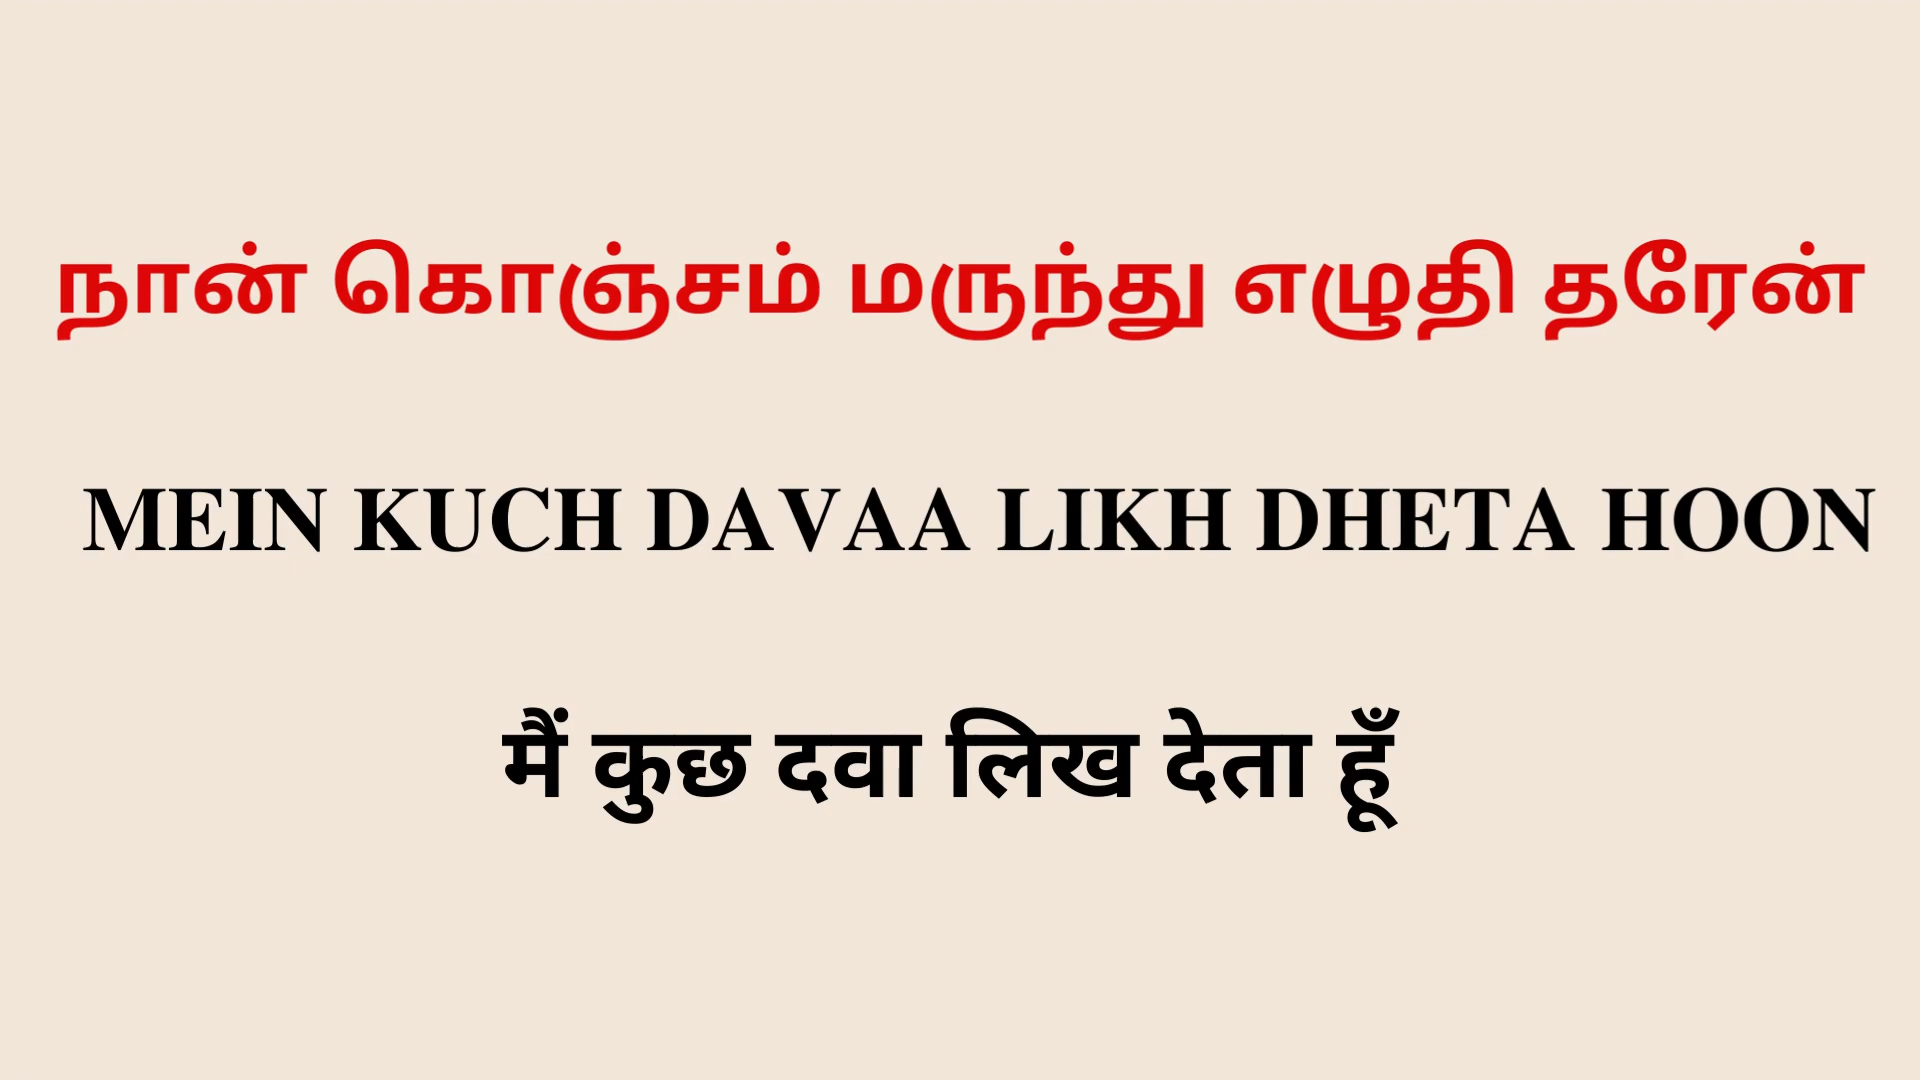 நான் கொஞ்சம் மருந்து எழுதி தரேன்
MEIN KUCH DAVAA LIKH DHETA HOON
मैं कुछ दवा लिख देता हूँ